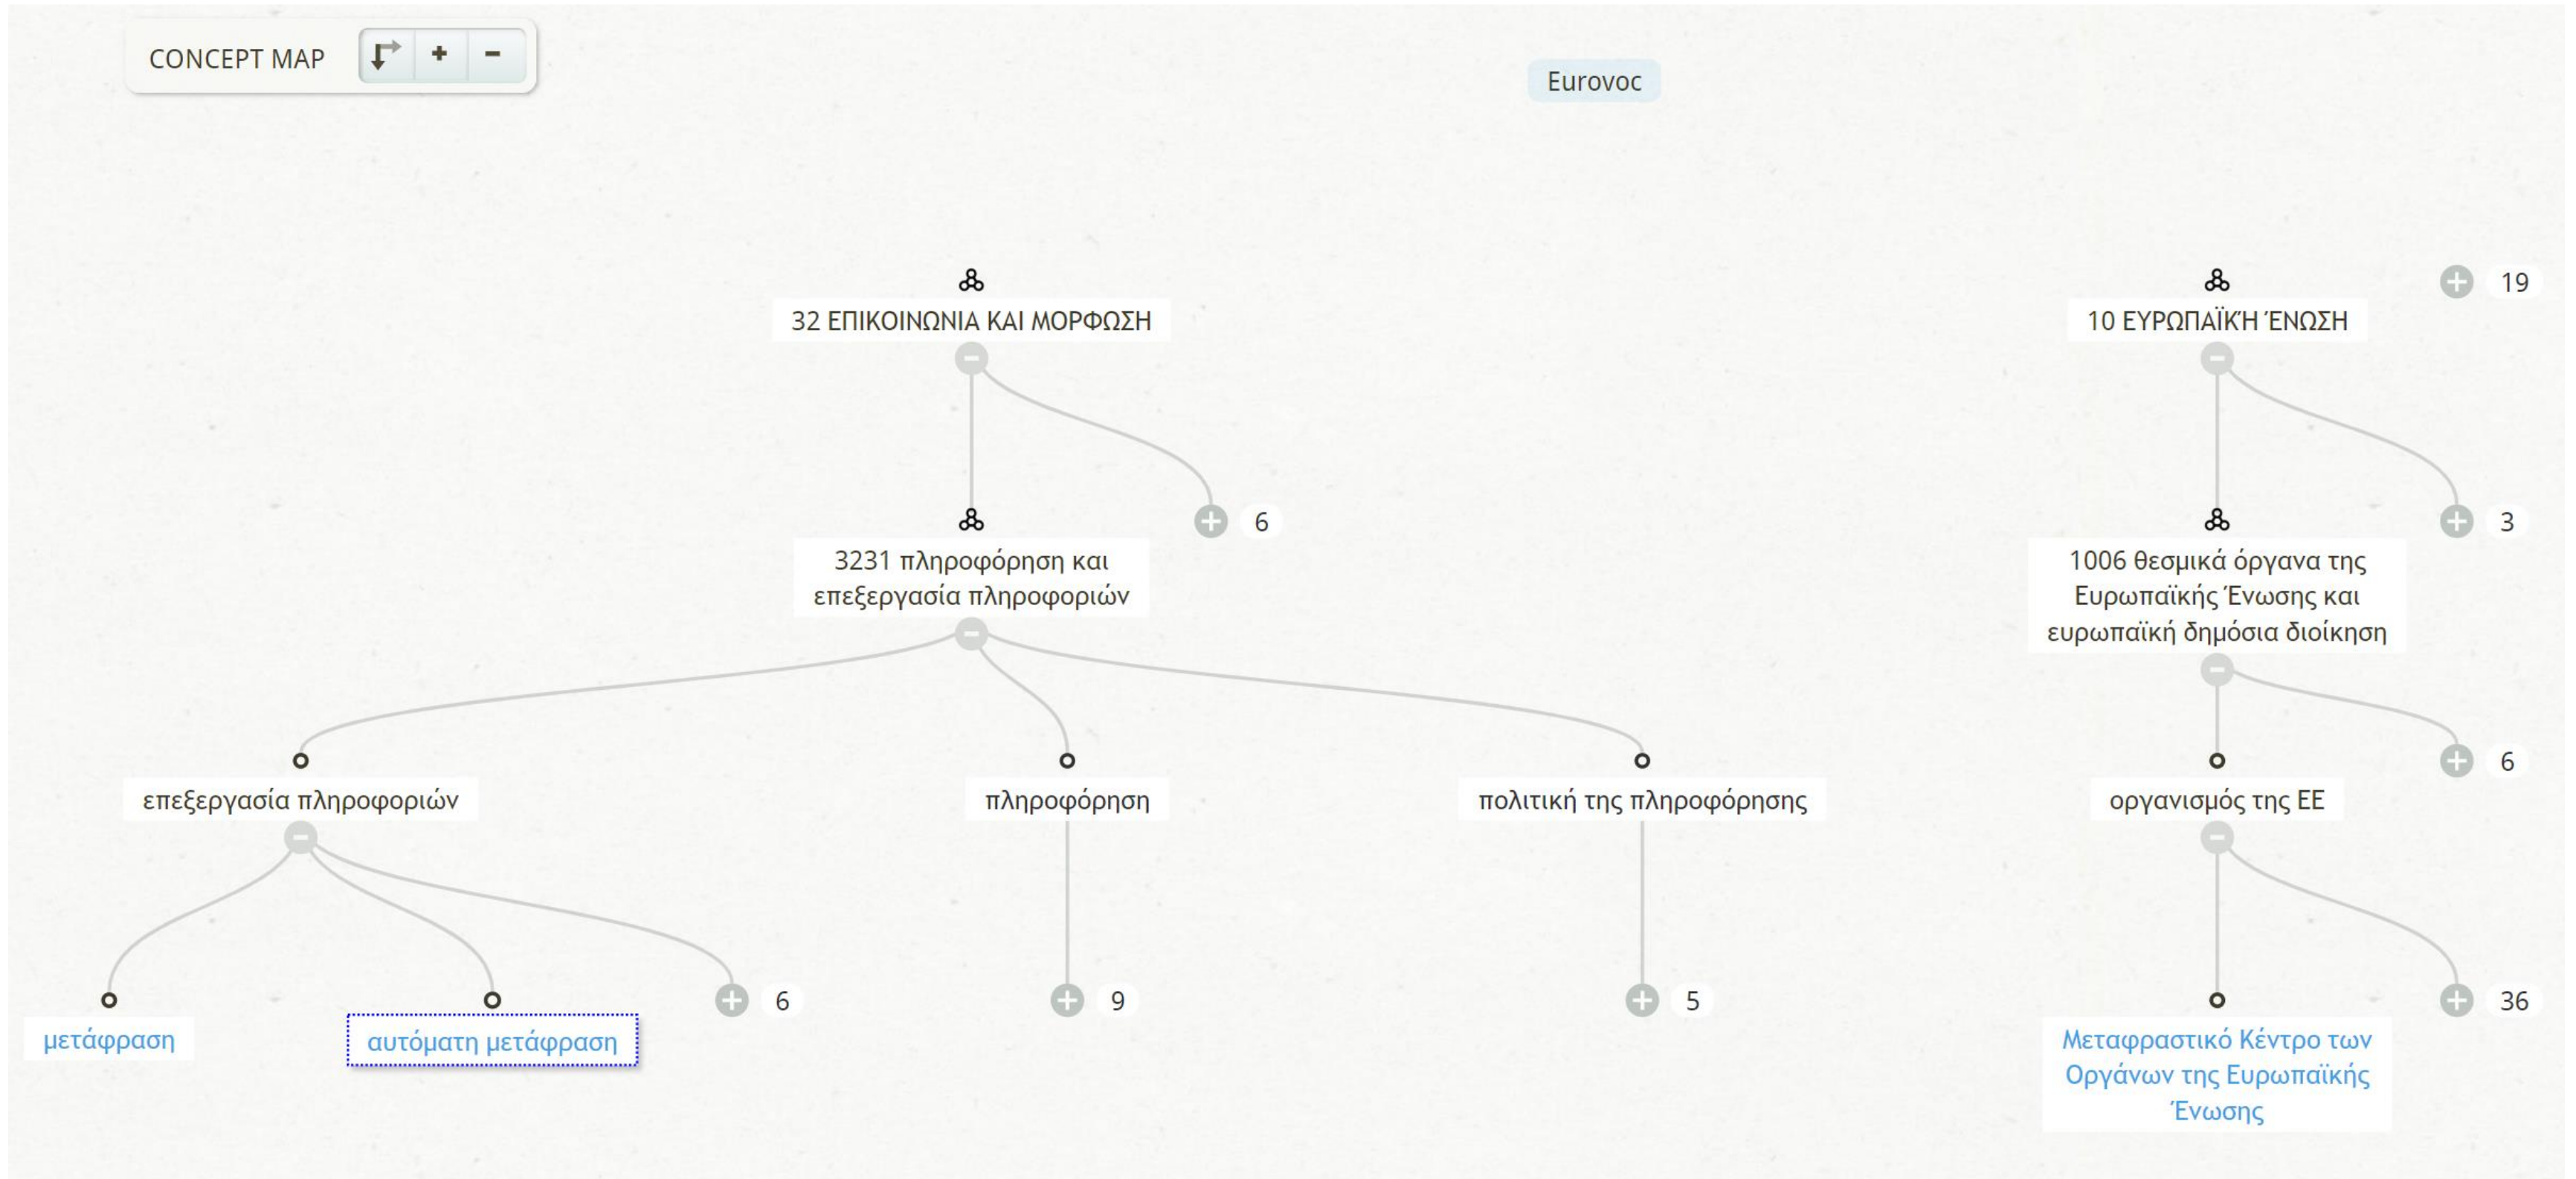 CONCEPT MAP
Eurovoc
32 ΕΠΙΚΟΙΝΩΝΙΑ ΚΑΙ ΜΟΡΦΩΣΗ
10 ΕΥΡΩΠΑΪΚΉ ΈΝΩΣΗ
19
6
3
3231 πληροφόρηση και
επεξεργασία πληροφοριών
1006 θεσμικά όργανα της
Ευρωπαϊκής Ένωσης και
ευρωπαϊκή δημόσια διοίκηση
6
επεξεργασία πληροφοριών
πληροφόρηση
πολιτική της πληροφόρησης
οργανισμός της ΕΕ
6
9
5
36
μετάφραση
αυτόματη μετάφραση
Μεταφραστικό Κέντρο των
Οργάνων της Ευρωπαϊκής
Ένωσης